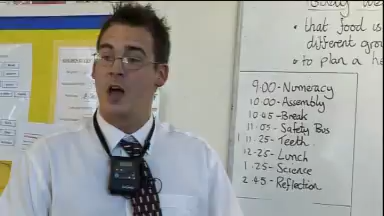 • that food is
different gro
• to plan a he
9:00 - Numeracy
10:00 - Assembly
10:45 - Break
11:05 - Safety Bus
11:25 - Teeth
12-25 - Lunch
1:25 - Science
2:45 - Reflection